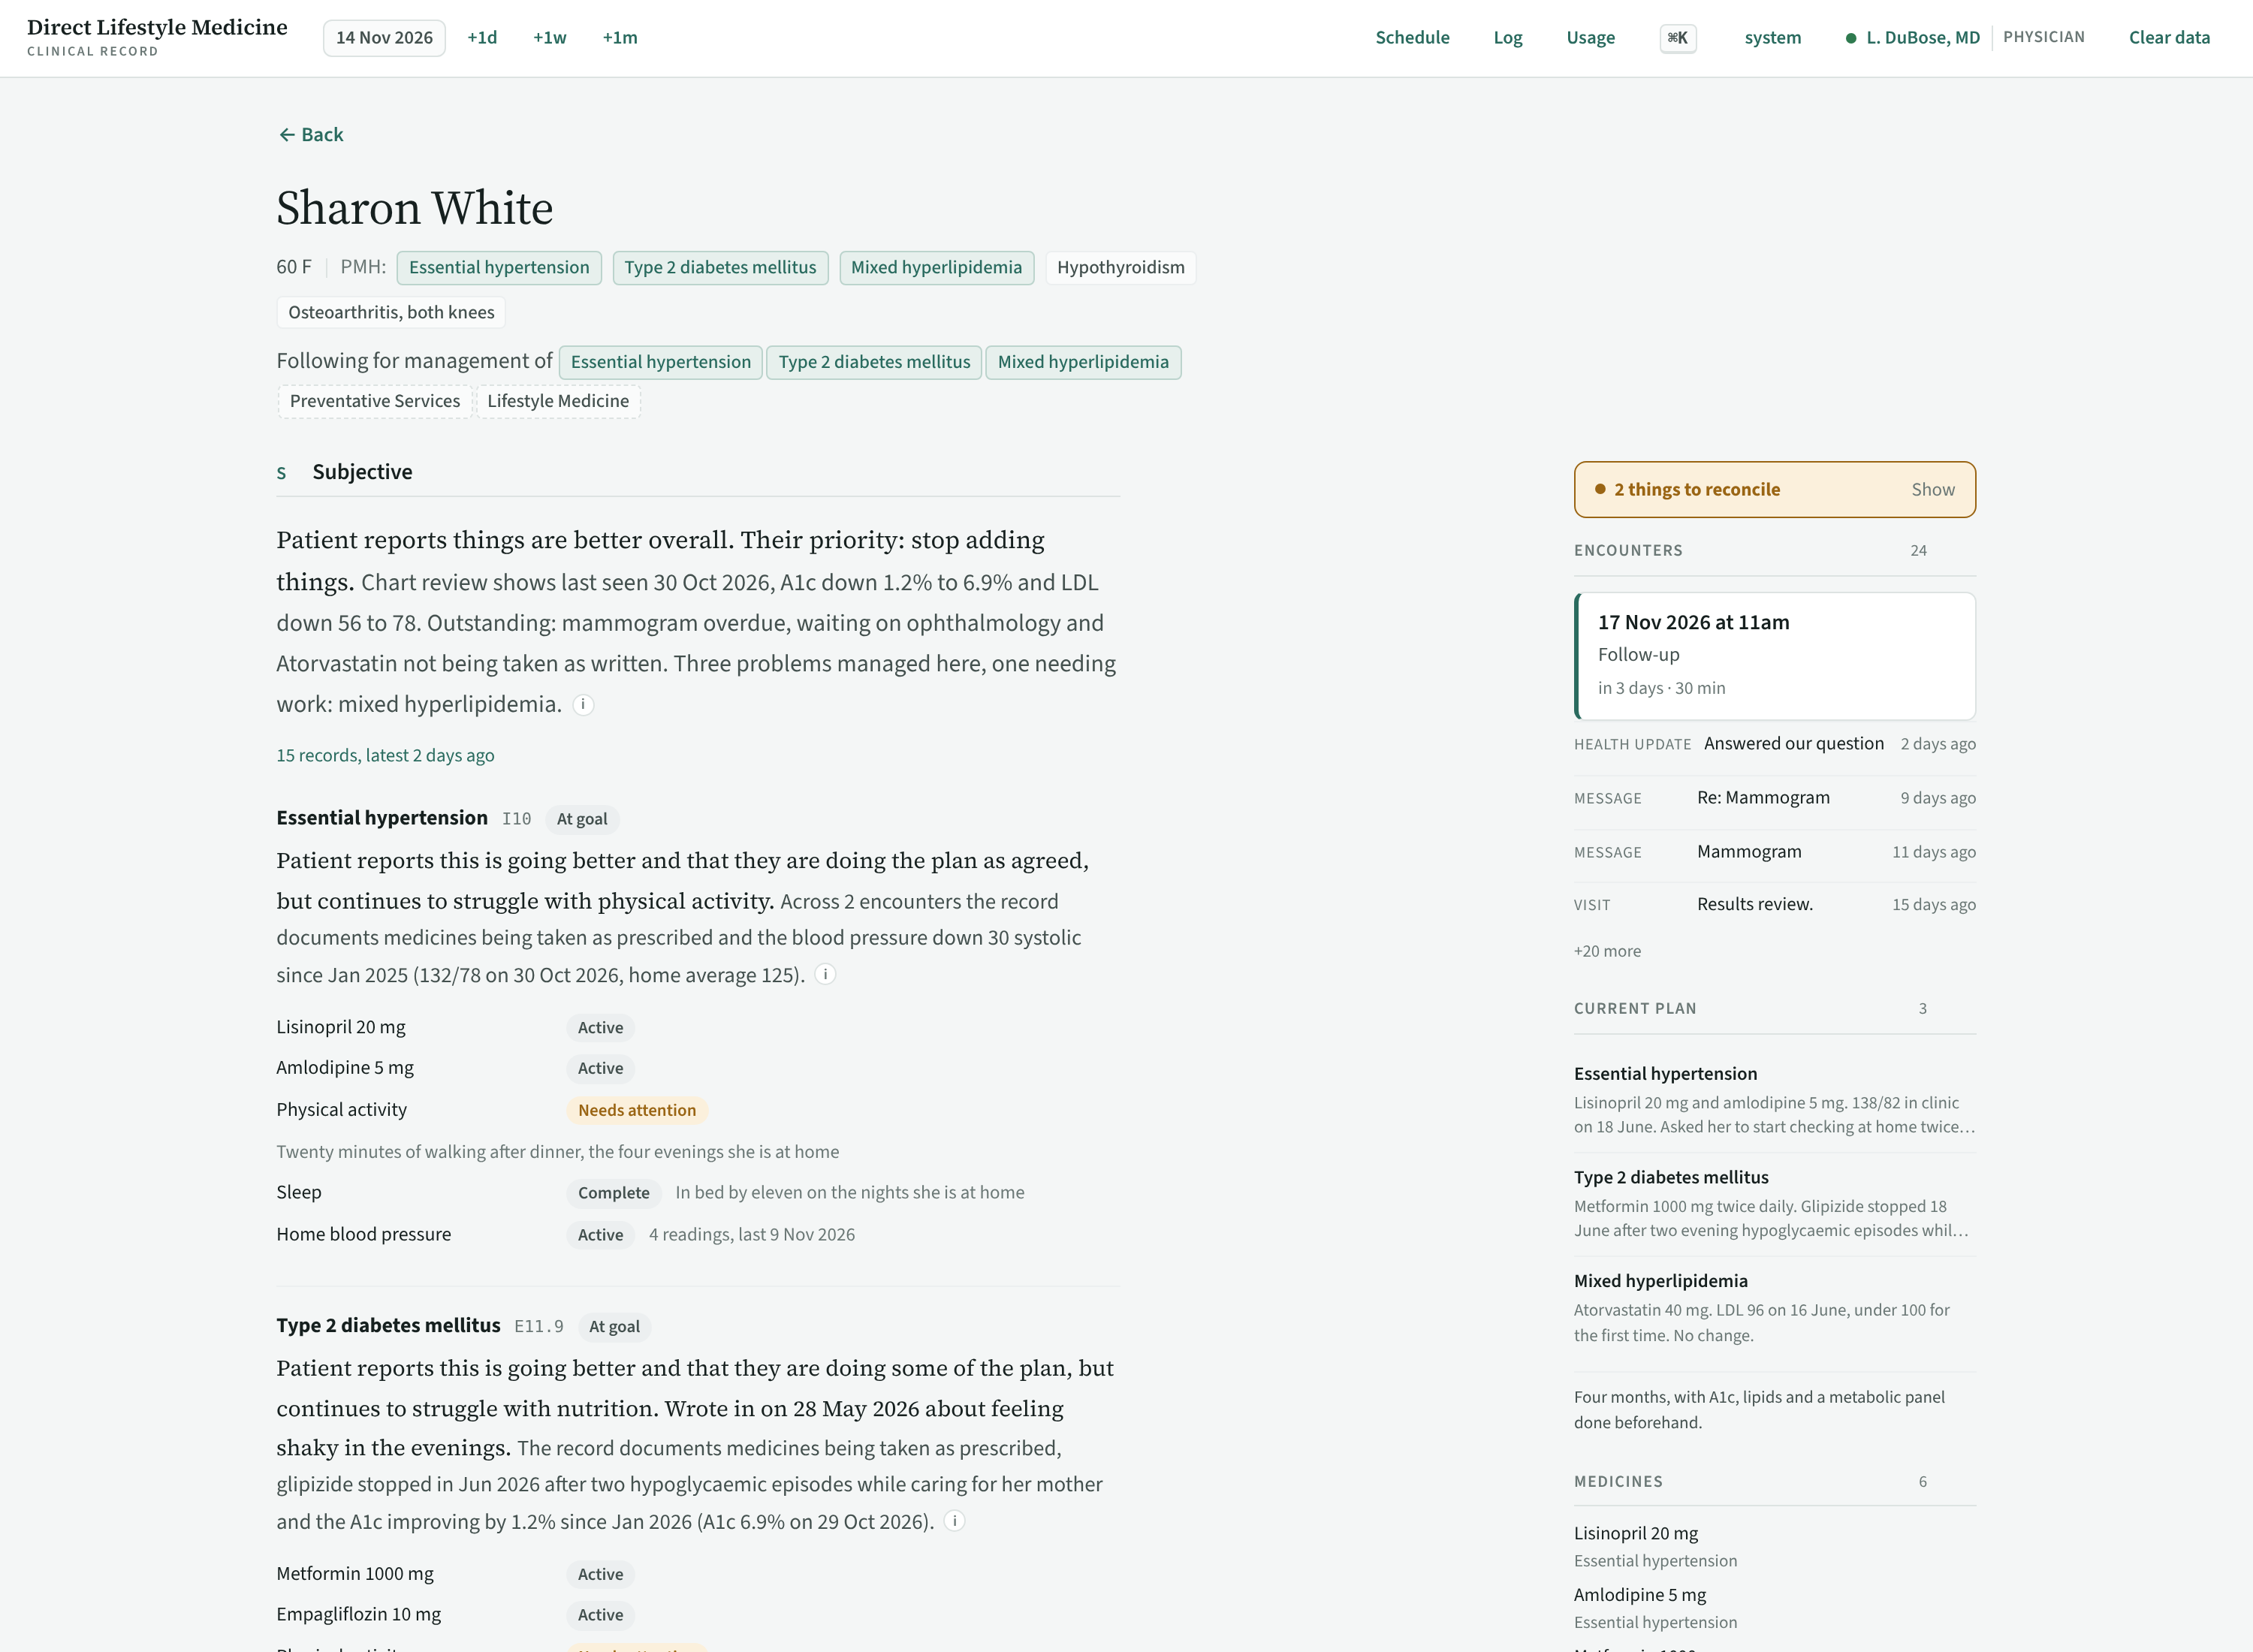 Direct Lifestyle Medicine
CLINICAL RECORD
14 Nov 2026 +1d +1w +1m
Schedule Log Usage ⌘K system L. DuBose, MD PHYSICIAN Clear data
← Back
Sharon White
60 F PMH: Essential hypertension Type 2 diabetes mellitus Mixed hyperlipidemia Hypothyroidism
Osteoarthritis, both knees
Following for management of Essential hypertension Type 2 diabetes mellitus Mixed hyperlipidemia
Preventative Services Lifestyle Medicine
S Subjective
Patient reports things are better overall. Their priority: stop adding
things. Chart review shows last seen 30 Oct 2026, A1c down 1.2% to 6.9% and LDL
down 56 to 78. Outstanding: mammogram overdue, waiting on ophthalmology and
Atorvastatin not being taken as written. Three problems managed here, one needing
work: mixed hyperlipidemia. i
15 records, latest 2 days ago
Essential hypertension I10 At goal
Patient reports this is going better and that they are doing the plan as agreed,
but continues to struggle with physical activity. Across 2 encounters the record
documents medicines being taken as prescribed and the blood pressure down 30 systolic
since Jan 2025 (132/78 on 30 Oct 2026, home average 125). i
Lisinopril 20 mg Active
Amlodipine 5 mg Active
Physical activity Needs attention
Twenty minutes of walking after dinner, the four evenings she is at home
Sleep Complete In bed by eleven on the nights she is at home
Home blood pressure Active 4 readings, last 9 Nov 2026
Type 2 diabetes mellitus E11.9 At goal
Patient reports this is going better and that they are doing some of the plan, but
continues to struggle with nutrition. Wrote in on 28 May 2026 about feeling
shaky in the evenings. The record documents medicines being taken as prescribed,
glipizide stopped in Jun 2026 after two hypoglycaemic episodes while caring for her mother
and the A1c improving by 1.2% since Jan 2026 (A1c 6.9% on 29 Oct 2026). i
Metformin 1000 mg Active
Empagliflozin 10 mg Active
2 things to reconcile Show
ENCOUNTERS 24
17 Nov 2026 at 11am
Follow-up
in 3 days · 30 min
HEALTH UPDATE Answered our question 2 days ago
MESSAGE Re: Mammogram 9 days ago
MESSAGE Mammogram 11 days ago
VISIT Results review. 15 days ago
+20 more
CURRENT PLAN 3
Essential hypertension
Lisinopril 20 mg and amlodipine 5 mg. 138/82 in clinic
on 18 June. Asked her to start checking at home twice…
Type 2 diabetes mellitus
Metformin 1000 mg twice daily. Glipizide stopped 18
June after two evening hypoglycaemic episodes whil…
Mixed hyperlipidemia
Atorvastatin 40 mg. LDL 96 on 16 June, under 100 for
the first time. No change.
Four months, with A1c, lipids and a metabolic panel
done beforehand.
MEDICINES 6
Lisinopril 20 mg
Essential hypertension
Amlodipine 5 mg
Essential hypertension